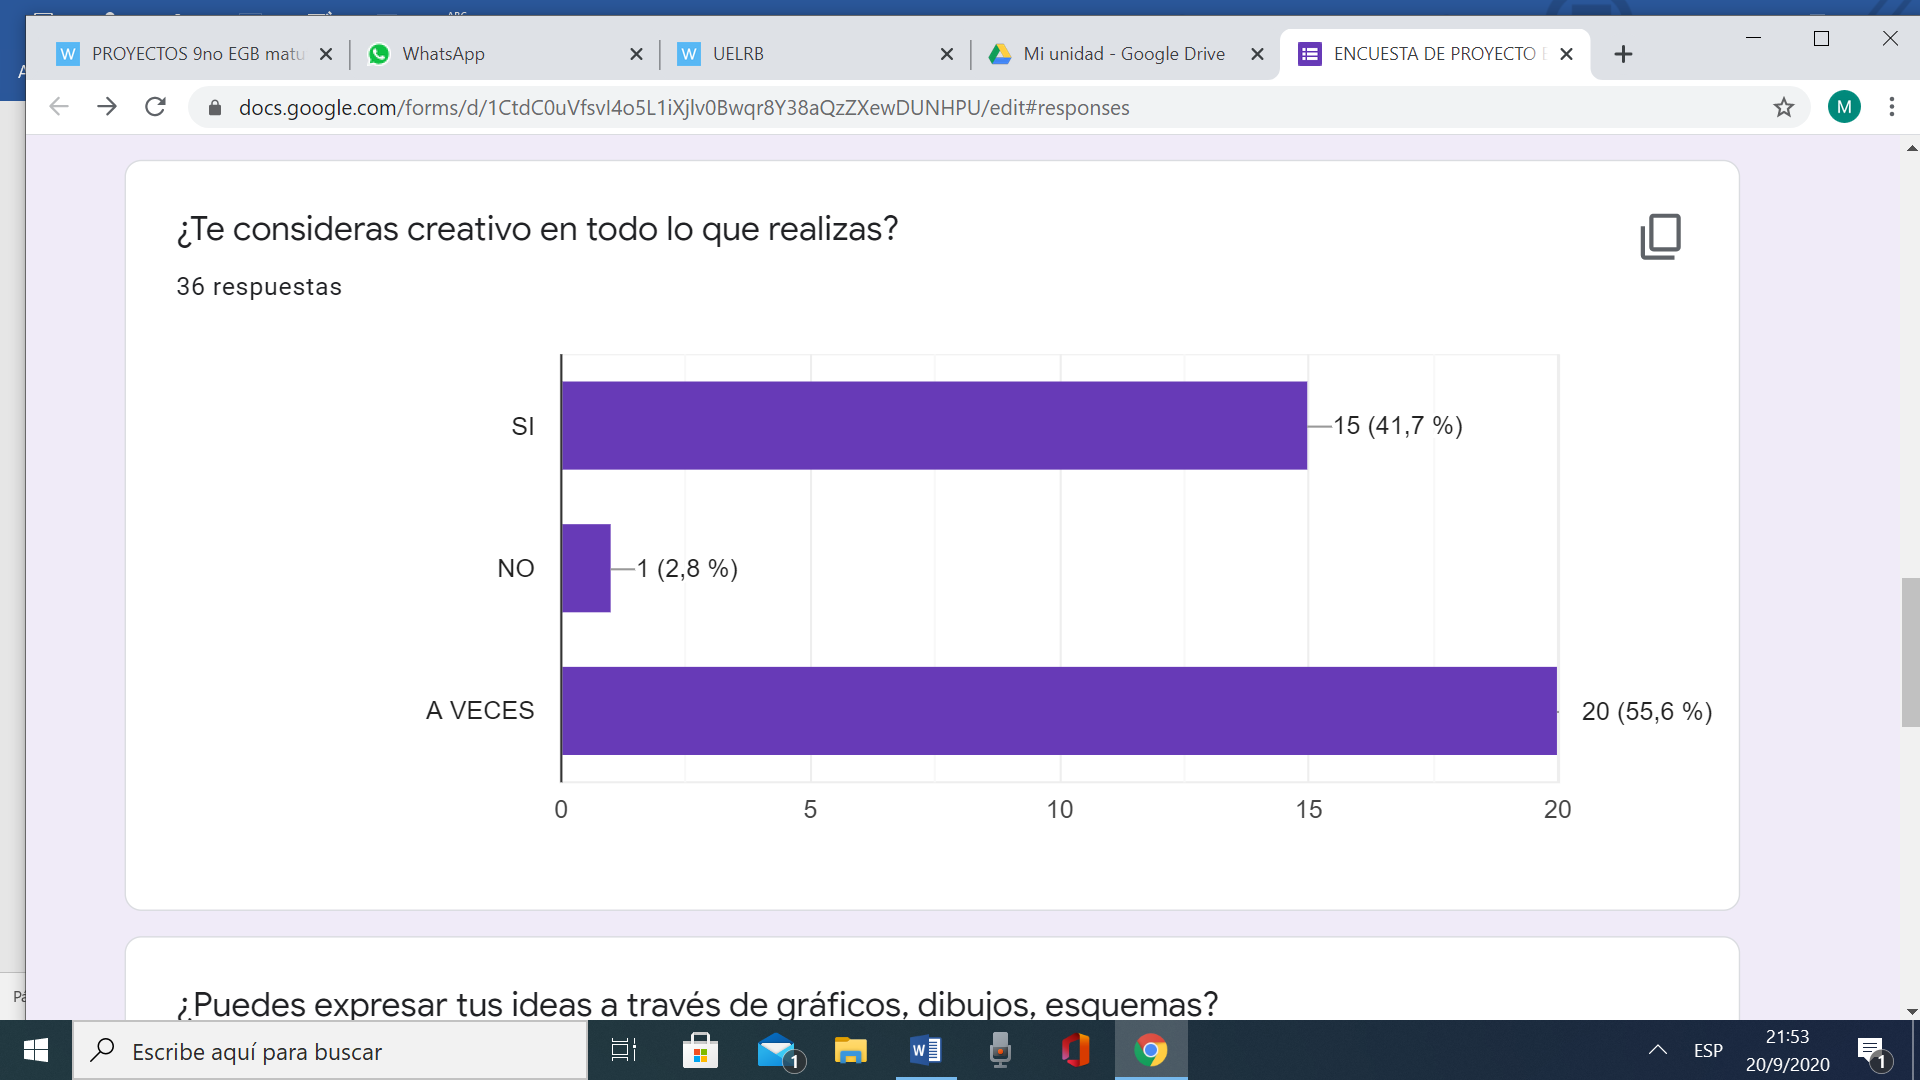 PROYECTOS 9no EGB matu
WhatsApp
UELRB
Mi unidad - Google Drive
ENCUESTA DE PROYECTO E
docs.google.com/forms/d/1CtdC0uVfsvI4o5L1iXjlv0Bwqr8Y38aQzZXewDUNHPU/edit#responses
M
¿Te consideras creativo en todo lo que realizas?
36 respuestas
SI
15 (41,7 %)
NO
1 (2,8 %)
A VECES
20 (55,6 %)
0 5 10 15 20
¿Puedes expresar tus ideas a través de gráficos, dibujos, esquemas?
Escribe aquí para buscar
1
ESP
21:53
20/9/2020
1